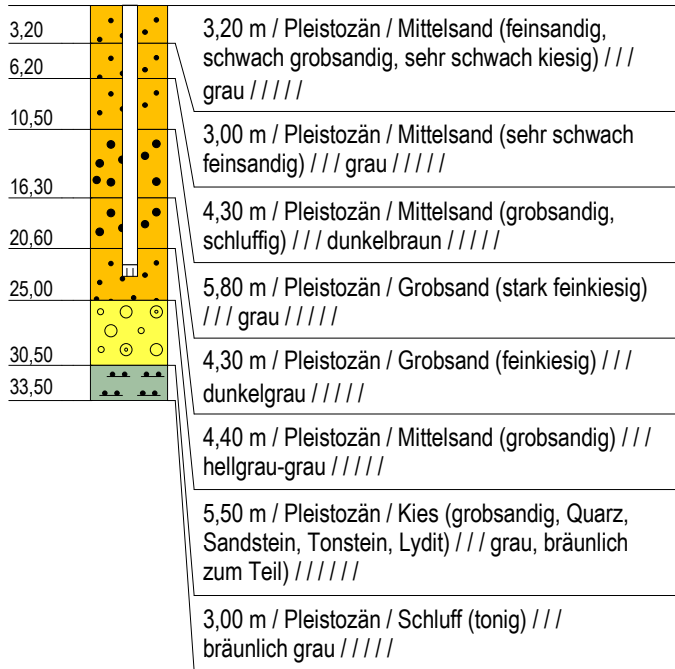 3,20
6,20
10,50
16,30
20,60
25,00
30,50
33,50
3,20 m / Pleistozän / Mittelsand (feinsandig,
schwach grobsandig, sehr schwach kiesig) / / /
grau / / / / /
3,00 m / Pleistozän / Mittelsand (sehr schwach
feinsandig) / / / grau / / / / /
4,30 m / Pleistozän / Mittelsand (grobsandig,
schluffig) / / / dunkelbraun / / / / /
5,80 m / Pleistozän / Grobsand (stark feinkiesig)
/ / / grau / / / / /
4,30 m / Pleistozän / Grobsand (feinkiesig) / / /
dunkelgrau / / / / /
4,40 m / Pleistozän / Mittelsand (grobsandig) / / /
hellgrau-grau / / / / /
5,50 m / Pleistozän / Kies (grobsandig, Quarz,
Sandstein, Tonstein, Lydit) / / / grau, bräunlich
zum Teil) / / / / / /
3,00 m / Pleistozän / Schluff (tonig) / / /
bräunlich grau / / / / /